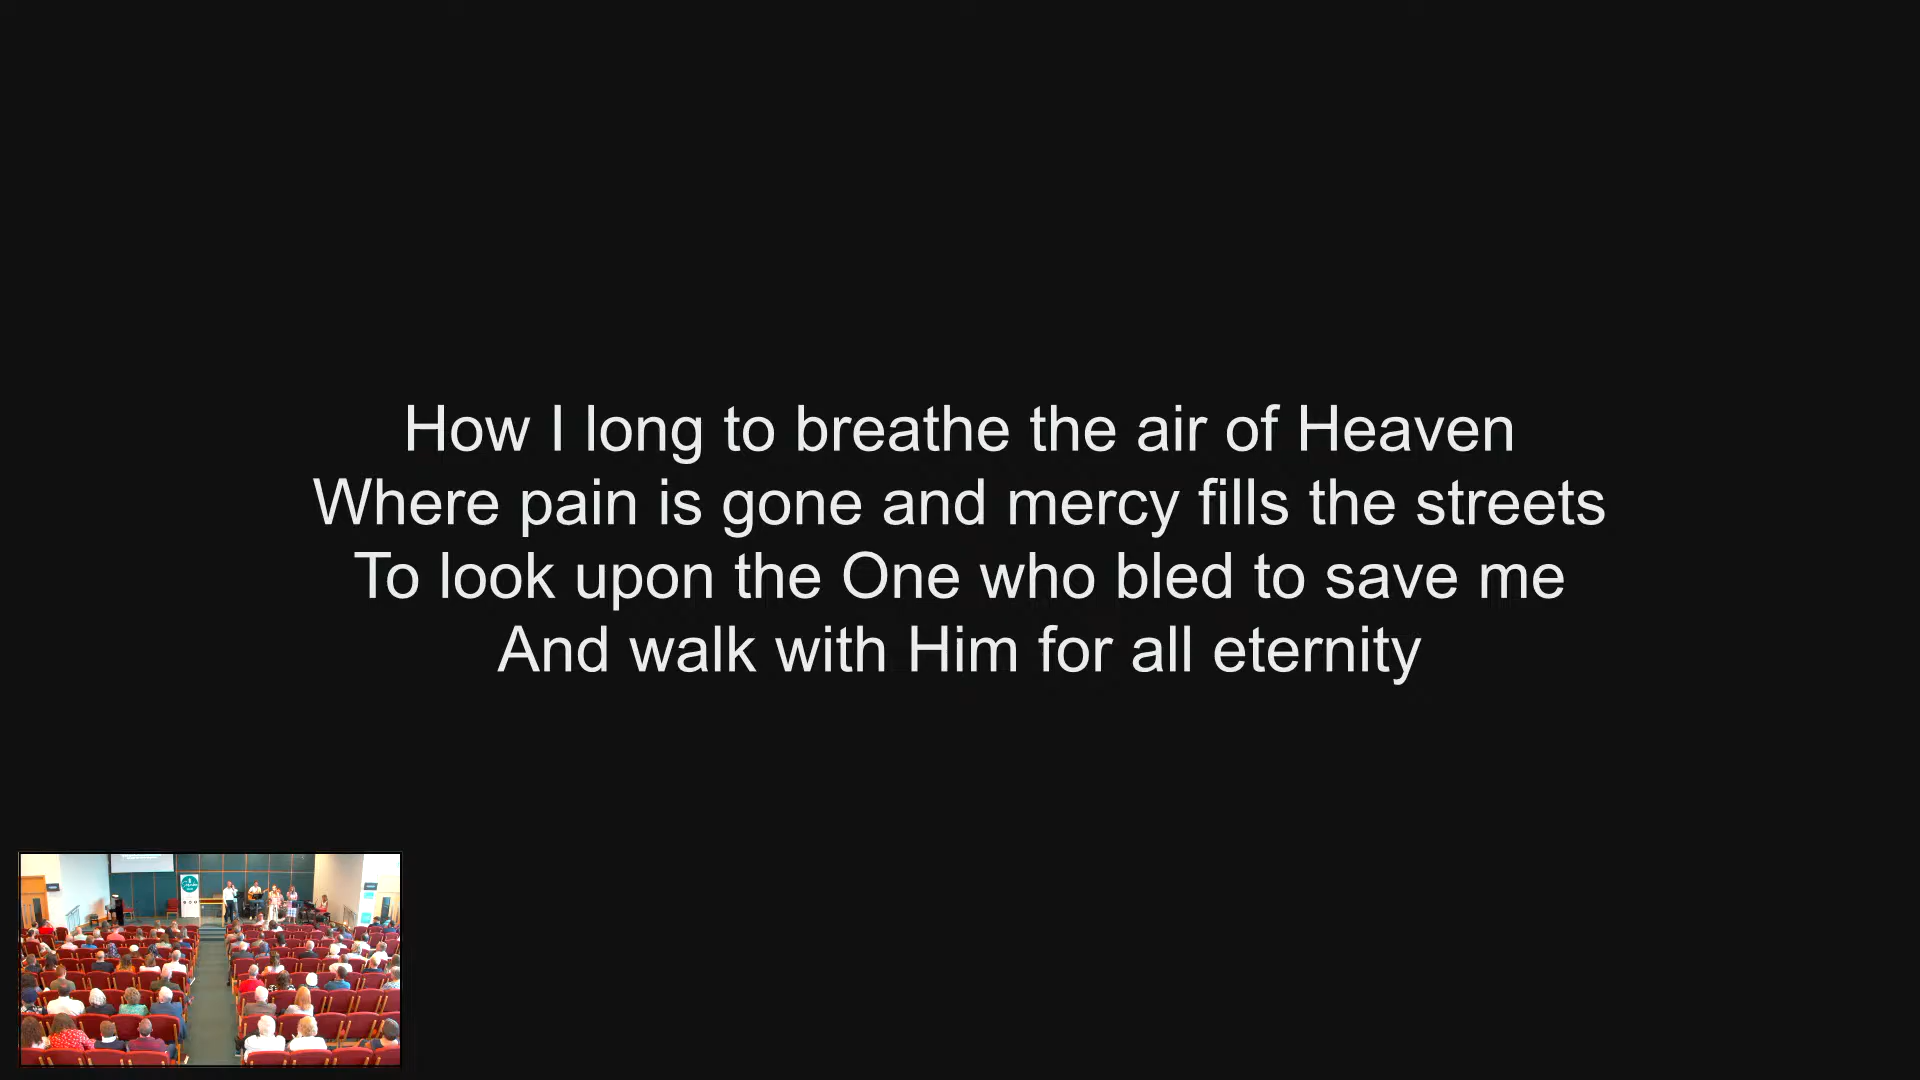 How I long to breathe the air of Heaven
Where pain is gone and mercy fills the streets
To look upon the One who bled to save me
And walk with Him for all eternity